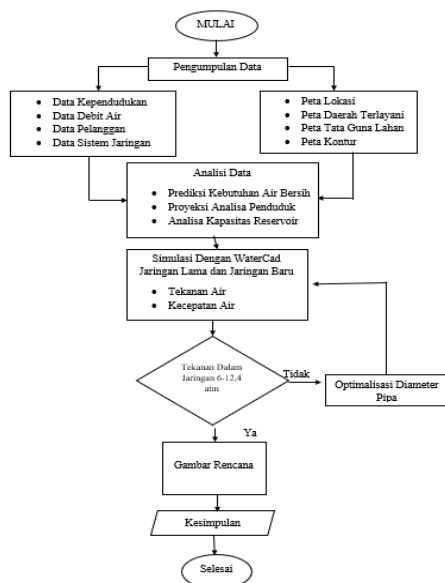 MULAI
Pengumpulan Data
Data Kependudukan
Data Debit Air
Data Pelanggan
Data Sistem Jaringan
Peta Lokasi
Peta Daerah Terlayani
Peta Tata Guna Lahan
Peta Kontur
Analisi Data
Prediksi Kebutuhan Air Bersih
Proyeksi Analisa Penduduk
Analisa Kapasitas Reservoir
Simulasi Dengan WaterCad
Jaringan Lama dan Jaringan Baru
Tekanan Air
Kecepatan Air
Tekanan Dalam
Jaringan 6-12,4
atm
Tidak
Optimalisasi Diameter
Pipa
Ya
Gambar Rencana
Kesimpulan
Selesai